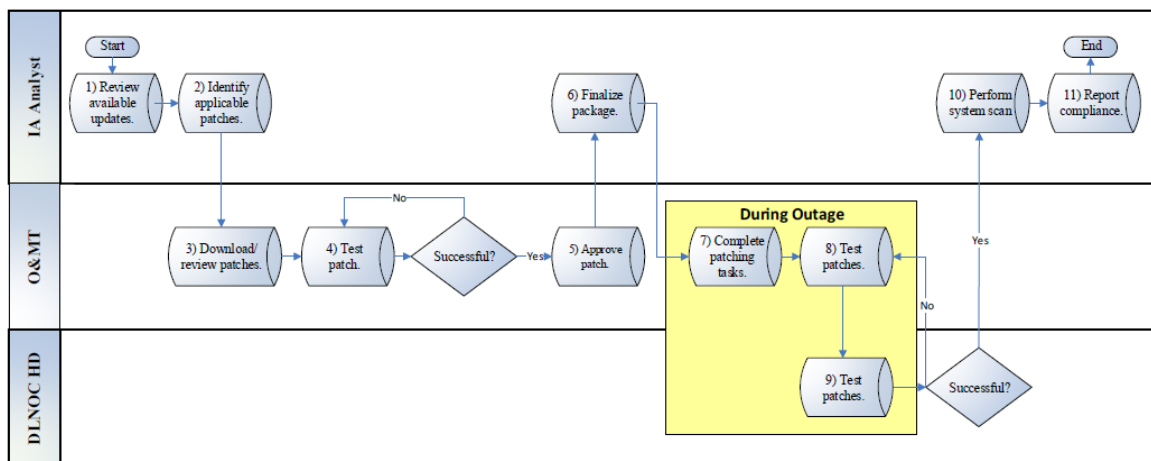 IA Analyst
Start
1) Review
available
updates.
2) Identify
applicable
patches.
6) Finalize
package.
10) Perform
system scan
End
11) Report
compliance.
O&MT
3) Download/
review patches.
4) Test
patch.
No
Successful?
Yes
5) Approve
patch.
During Outage
7) Complete
patching
tasks.
8) Test
patches.
No
Yes
DLNOC HD
9) Test
patches.
Successful?